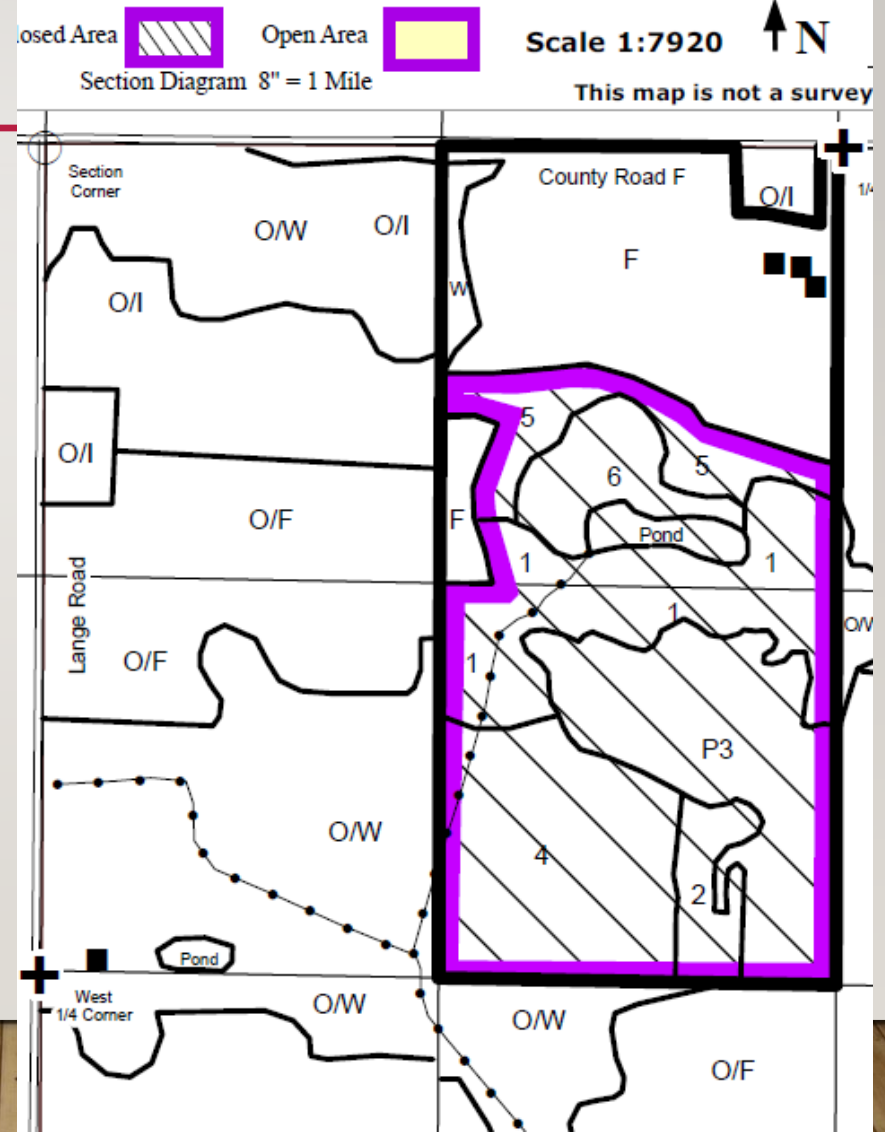 losed Area
Open Area
Scale 1:7920
N
Section Diagram 8" = 1 Mile
This map is not a survey
Section
Corner
County Road F
1/4
O/I
O/W
O/I
F
W
O/I
5
O/I
5
6
O/F
F
Pond
1
1
Lange Road
1
O/W
O/F
1
P3
O/W
4
2
Pond
West
1/4 Corner
O/W
O/W
O/F